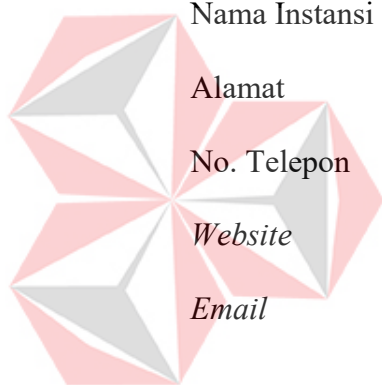 Nama Instansi
Alamat
No. Telepon
Website
Email